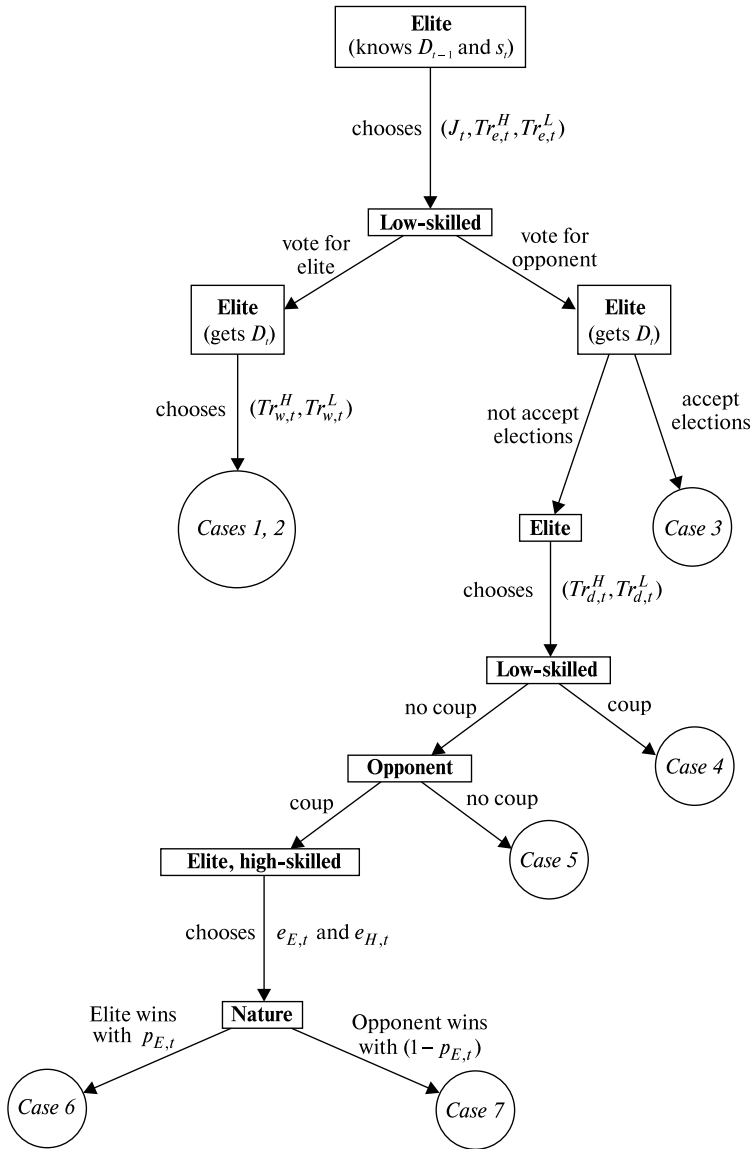 Elite
(knows D_{t−1} and s_t)
chooses (J_t, Tr^H_{e,t}, Tr^L_{e,t})
Low-skilled
vote for
elite
vote for
opponent
Elite
(gets D_t)
Elite
(gets D_t)
chooses (Tr^H_{w,t}, Tr^L_{w,t})
not accept
elections
accept
elections
Cases 1, 2
Elite
Case 3
chooses (Tr^H_{d,t}, Tr^L_{d,t})
Low-skilled
no coup
coup
Opponent
Case 4
coup
no coup
Elite, high-skilled
Case 5
chooses e_{E,t} and e_{H,t}
Nature
Elite wins
with p_{E,t}
Opponent wins
with (1− p_{E,t})
Case 6
Case 7